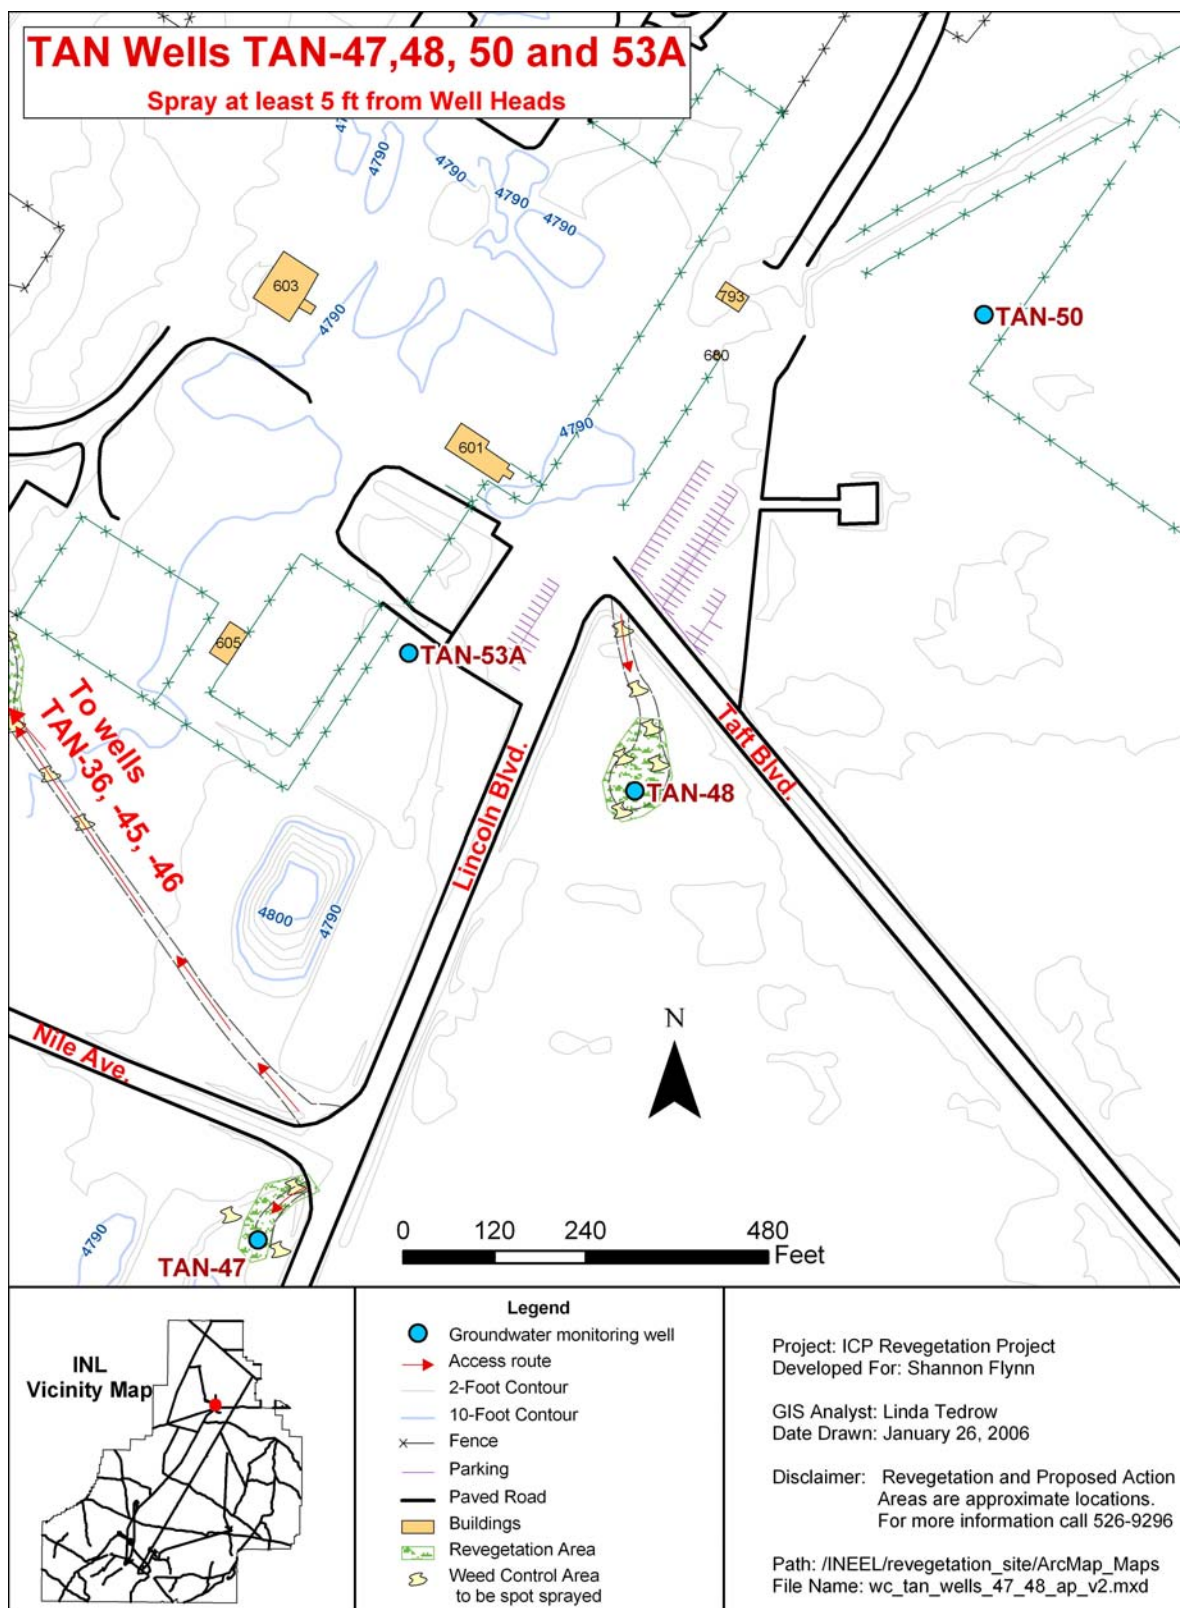 TAN Wells TAN-47,48, 50 and 53A
Spray at least 5 ft from Well Heads
4790
4790
4790
4790
4790
603
4790
793
TAN-50
680
4790
601
605
TAN-53A
To wells
TAN-36, -45, -46
Taft Blvd.
TAN-48
Lincoln Blvd.
4800
4790
N
Nile Ave.
4790
TAN-47
0 120 240 480
Feet
INL
Vicinity Map
Legend
Groundwater monitoring well
Access route
2-Foot Contour
10-Foot Contour
Fence
Parking
Paved Road
Buildings
Revegetation Area
Weed Control Area
to be spot sprayed
Project: ICP Revegetation Project
Developed For: Shannon Flynn
GIS Analyst: Linda Tedrow
Date Drawn: January 26, 2006
Disclaimer: Revegetation and Proposed Action
Areas are approximate locations.
For more information call 526-9296
Path: /INEEL/revegetation_site/ArcMap_Maps
File Name: wc_tan_wells_47_48_ap_v2.mxd